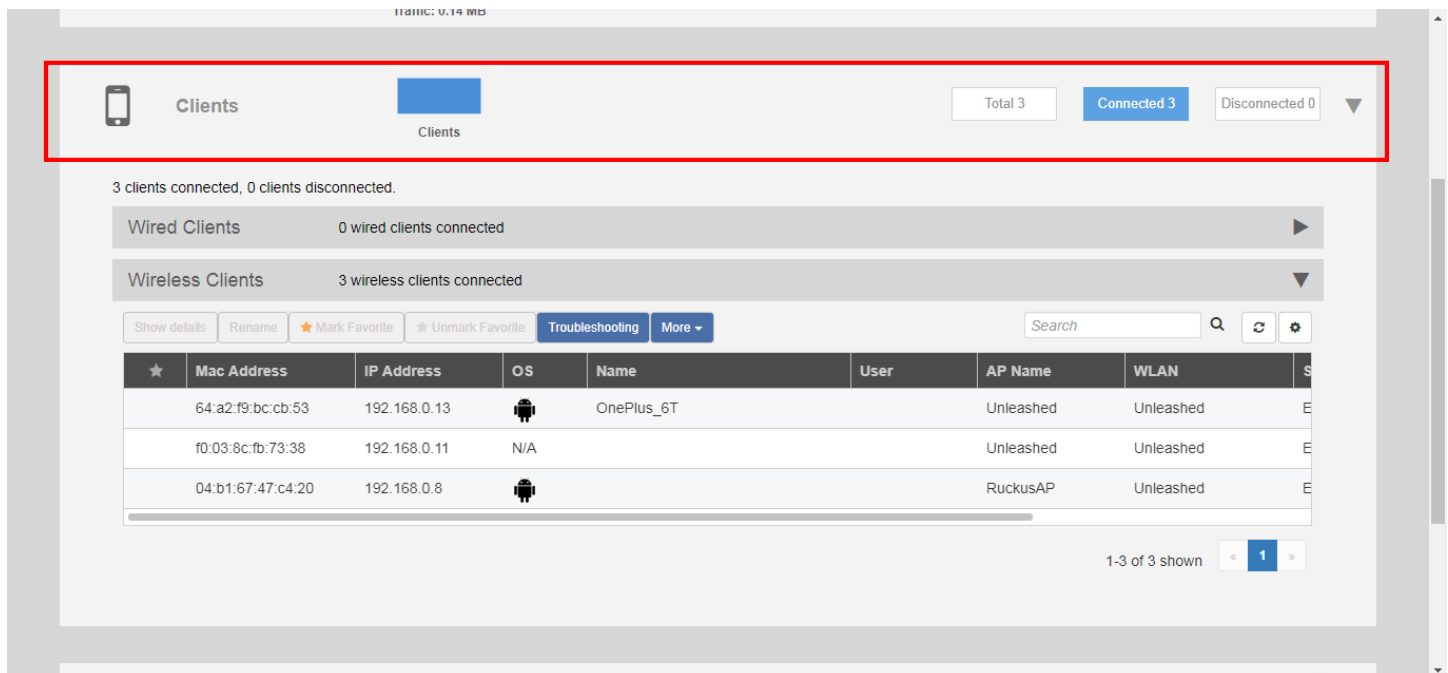 Traffic: 0.14 MB
Clients
Clients
Total 3
Connected 3
Disconnected 0
3 clients connected, 0 clients disconnected.
Wired Clients 0 wired clients connected
Wireless Clients 3 wireless clients connected
Show details Rename Mark Favorite Unmark Favorite Troubleshooting More Search
Mac Address IP Address OS Name User AP Name WLAN S
64:a2:f9:bc:cb:53 192.168.0.13 OnePlus_6T Unleashed Unleashed E
f0:03:8c:fb:73:38 192.168.0.11 N/A Unleashed Unleashed E
04:b1:67:47:c4:20 192.168.0.8 RuckusAP Unleashed E
1-3 of 3 shown « 1 »